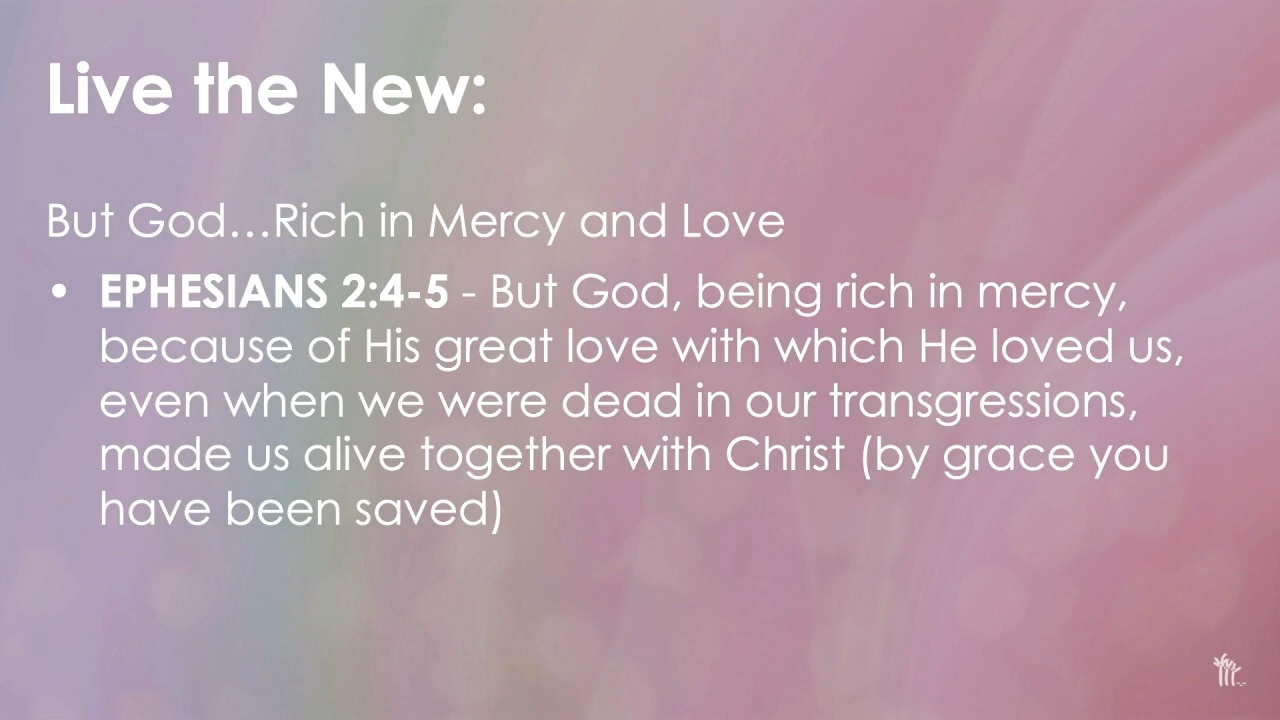 Live the New:
But God…Rich in Mercy and Love
• EPHESIANS 2:4-5 - But God, being rich in mercy,
because of His great love with which He loved us,
even when we were dead in our transgressions,
made us alive together with Christ (by grace you
have been saved)